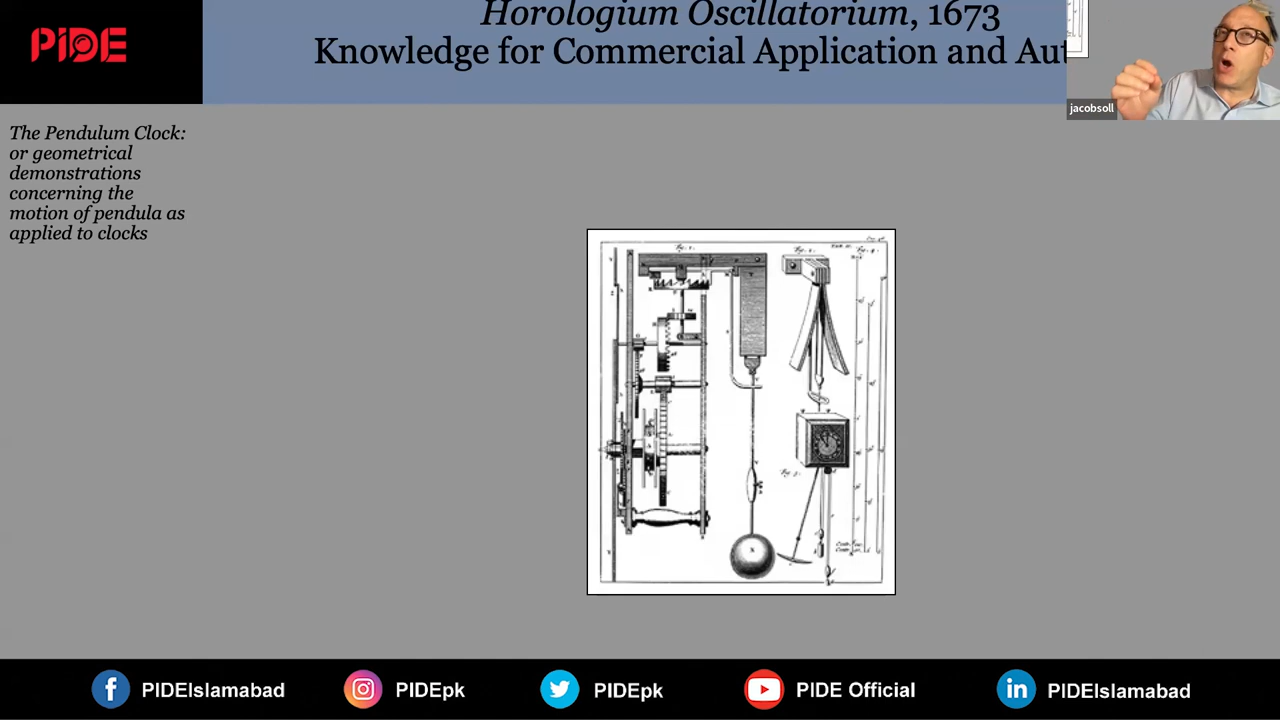 PIDE
Horologium Oscillatorium, 1673
Knowledge for Commercial Application and Au
jacobsoll
The Pendulum Clock:
or geometrical
demonstrations
concerning the
motion of pendula as
applied to clocks
PIDEIslamabad
PIDEpk
PIDEpk
PIDE Official
PIDEIslamabad